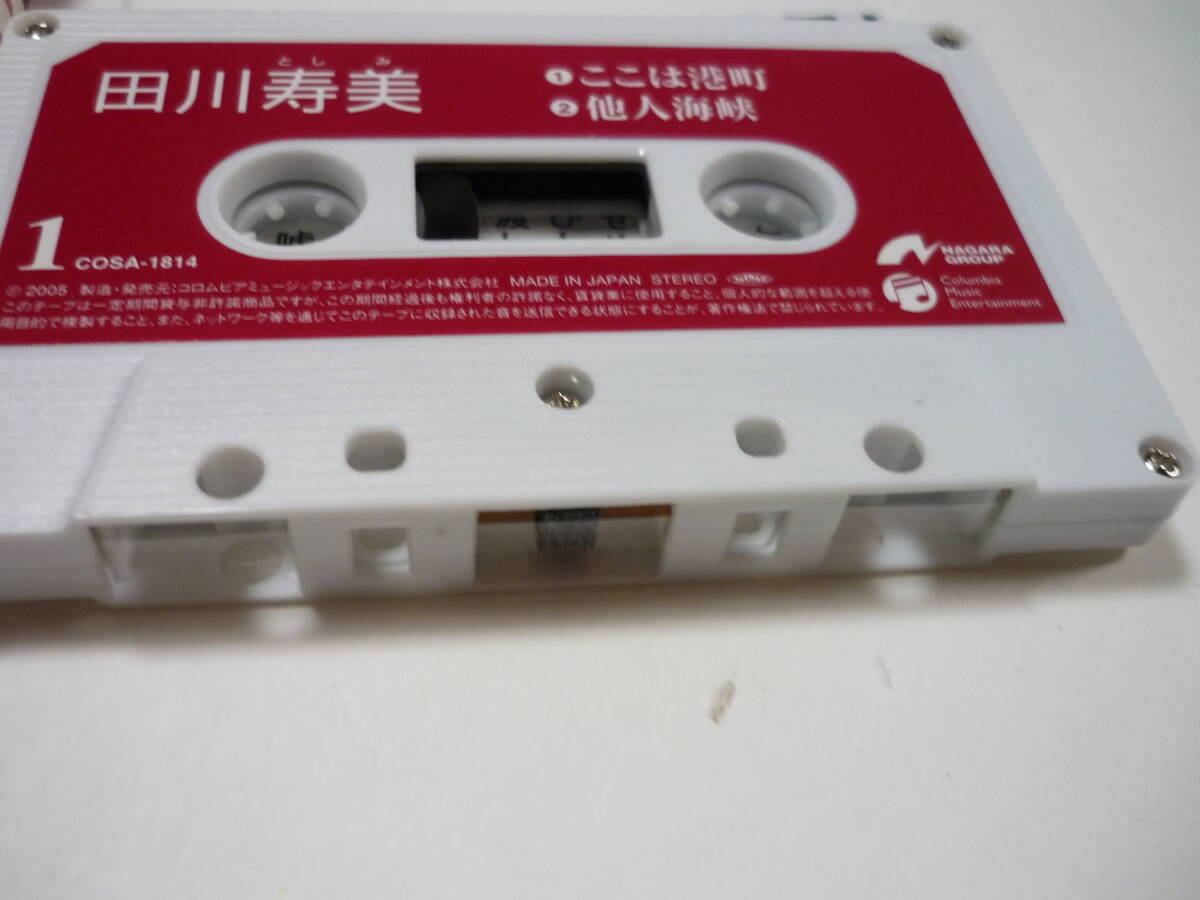 としみ
田川寿美
❶ここは港町
❷他人海峡
1
COSA-1814
NAGARA
GROUP
Columbia
Music
Entertainment
℗ 2005 製造・発売元:コロムビアミュージックエンタテインメント株式会社 MADE IN JAPAN STEREO
このテープは一定期間貸与非許諾商品ですが、この期間経過後も権利者の許諾なく、賃貸業に使用すること、個人的な範囲を超える使
用目的で複製すること、また、ネットワーク等を通じてこのテープに収録された音を送信できる状態にすることが、著作権法で禁じられています。